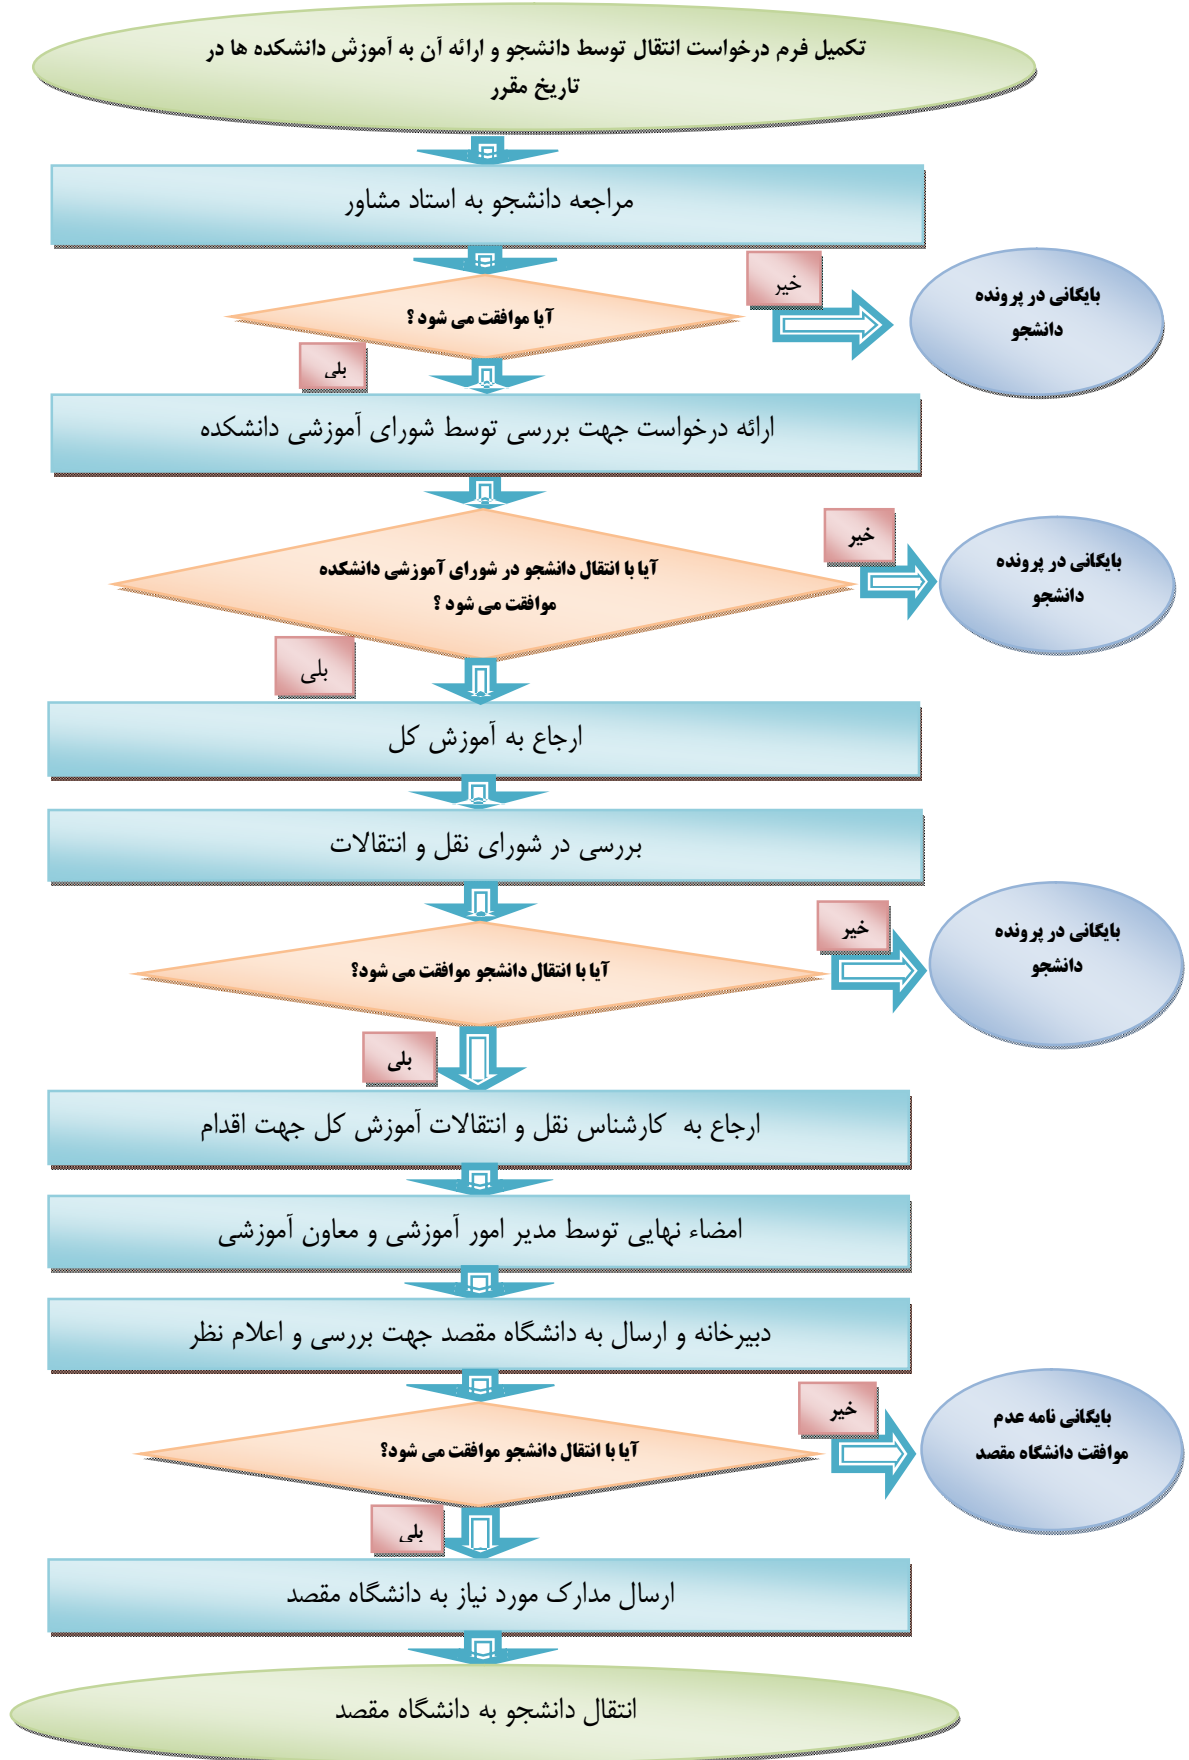 تکمیل فرم درخواست انتقال توسط دانشجو و ارائه آن به آموزش دانشکده ها در
تاریخ مقرر
مراجعه دانشجو به استاد مشاور
آیا موافقت می شود ؟
خیر
بایگانی در پرونده
دانشجو
بلی
ارائه درخواست جهت بررسی توسط شورای آموزشی دانشکده
آیا با انتقال دانشجو در شورای آموزشی دانشکده
موافقت می شود ؟
خیر
بایگانی در پرونده
دانشجو
بلی
ارجاع به آموزش کل
بررسی در شورای نقل و انتقالات
آیا با انتقال دانشجو موافقت می شود؟
خیر
بایگانی در پرونده
دانشجو
بلی
ارجاع به کارشناس نقل و انتقالات آموزش کل جهت اقدام
امضاء نهایی توسط مدیر امور آموزشی و معاون آموزشی
دبیرخانه و ارسال به دانشگاه مقصد جهت بررسی و اعلام نظر
آیا با انتقال دانشجو موافقت می شود؟
خیر
بایگانی نامه عدم
موافقت دانشگاه مقصد
بلی
ارسال مدارک مورد نیاز به دانشگاه مقصد
انتقال دانشجو به دانشگاه مقصد